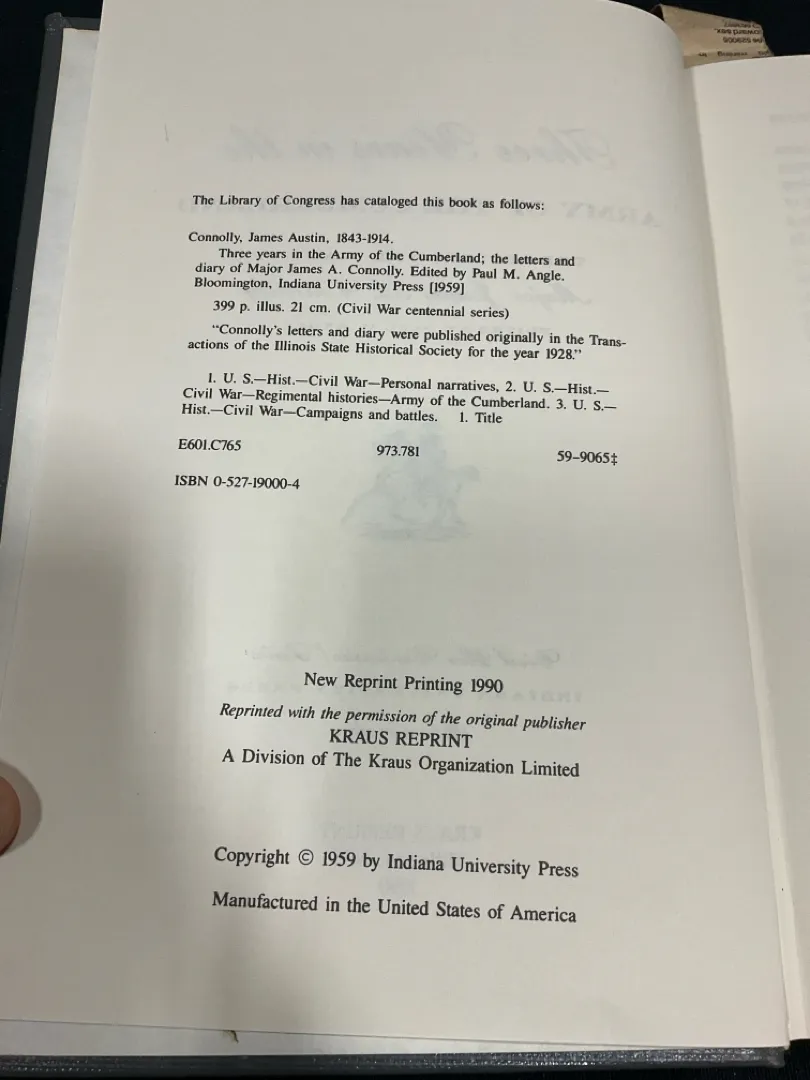 The Library of Congress has cataloged this book as follows:
Connolly, James Austin, 1843-1914.
Three years in the Army of the Cumberland; the letters and
diary of Major James A. Connolly. Edited by Paul M. Angle.
Bloomington, Indiana University Press [1959]
399 p. illus. 21 cm. (Civil War centennial series)
"Connolly's letters and diary were published originally in the Trans-
actions of the Illinois State Historical Society for the year 1928."
1. U. S.—Hist.—Civil War—Personal narratives, 2. U. S.—Hist.—
Civil War—Regimental histories—Army of the Cumberland. 3. U. S.—
Hist.—Civil War—Campaigns and battles. 1. Title
E601.C765 973.781 59-9065‡
ISBN 0-527-19000-4
New Reprint Printing 1990
Reprinted with the permission of the original publisher
KRAUS REPRINT
A Division of The Kraus Organization Limited
Copyright © 1959 by Indiana University Press
Manufactured in the United States of America